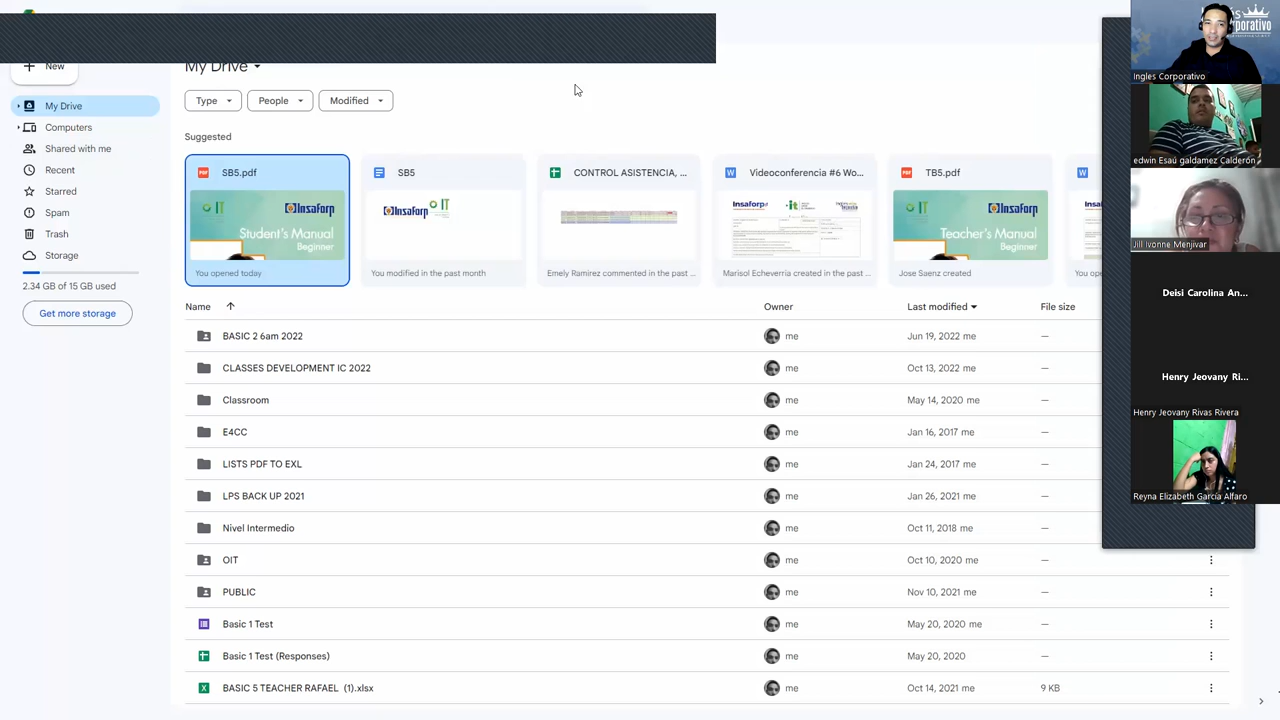 New
My Drive
Type
People
Modified
My Drive
Computers
Shared with me
Recent
Starred
Spam
Trash
Storage
2.34 GB of 15 GB used
Get more storage
Suggested
SB5.pdf
IT
Insaforp
Student's Manual
Beginner
You opened today
SB5
Insaforp
IT
You modified in the past month
CONTROL ASISTENCIA, ...
Emely Ramirez commented in the past ...
Videoconferencia #6 Wo...
Insaforp
Marisol Echeverria created in the past ...
TB5.pdf
IT
Insaforp
Teacher's Manual
Beginner
Jose Saenz created
Name
Owner
Last modified
File size
BASIC 2 6am 2022
me
Jun 19, 2022 me
—
CLASSES DEVELOPMENT IC 2022
me
Oct 13, 2022 me
—
Classroom
me
May 14, 2020 me
—
E4CC
me
Jan 16, 2017 me
—
LISTS PDF TO EXL
me
Jan 24, 2017 me
—
LPS BACK UP 2021
me
Jan 26, 2021 me
—
Nivel Intermedio
me
Oct 11, 2018 me
—
OIT
me
Oct 10, 2020 me
—
PUBLIC
me
Nov 10, 2021 me
—
Basic 1 Test
me
May 20, 2020 me
—
Basic 1 Test (Responses)
me
May 20, 2020
—
BASIC 5 TEACHER RAFAEL (1).xlsx
me
Oct 14, 2021 me
9 KB
Ingles Corporativo
edwin Esaú galdamez Calderón
Jill Ivonne Menjivar
Deisi Carolina An...
Henry Jeovany Ri...
Henry Jeovany Rivas Rivera
Reyna Elizabeth García Alfaro